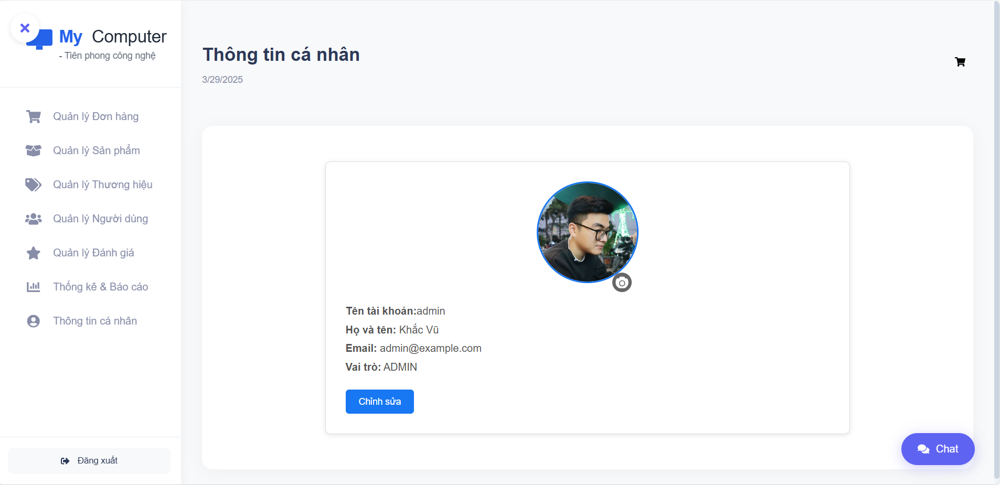 My Computer
- Tiên phong công nghệ
Quản lý Đơn hàng
Quản lý Sản phẩm
Quản lý Thương hiệu
Quản lý Người dùng
Quản lý Đánh giá
Thống kê & Báo cáo
Thông tin cá nhân
Đăng xuất
Thông tin cá nhân
3/29/2025
Tên tài khoản:admin
Họ và tên: Khắc Vũ
Email: admin@example.com
Vai trò: ADMIN
Chỉnh sửa
Chat